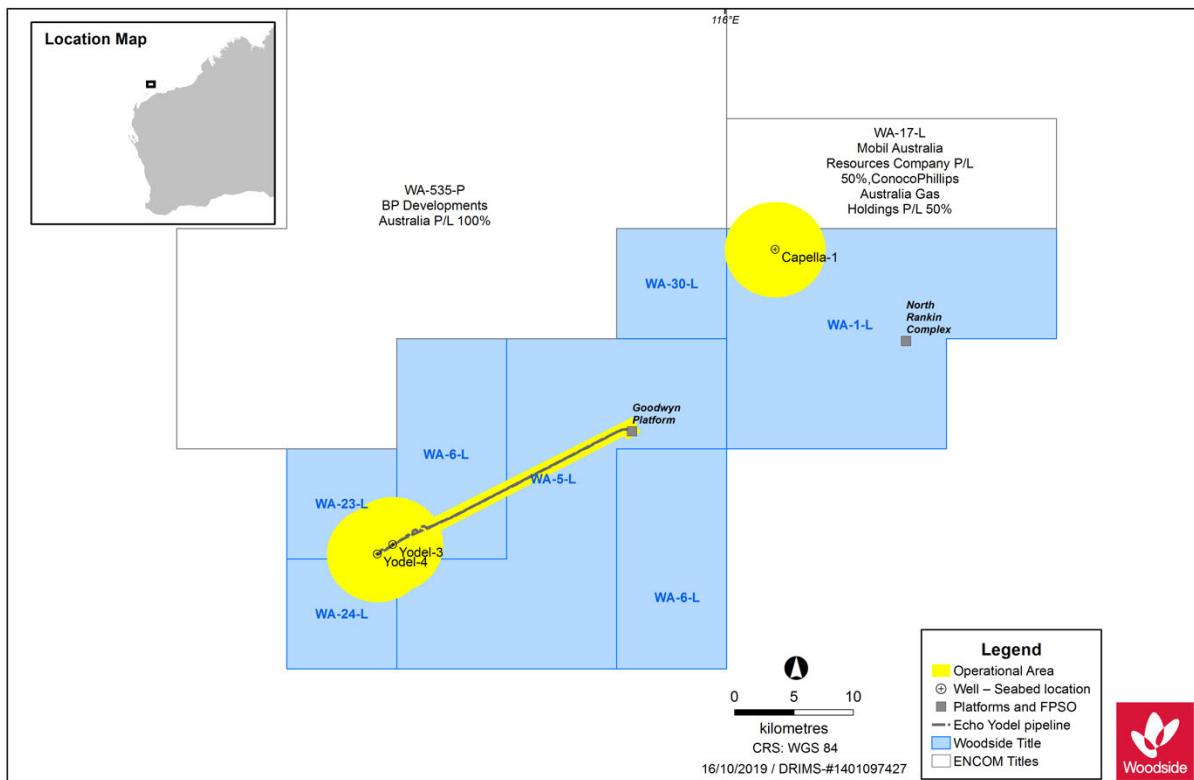 Location Map
116°E
WA-17-L
Mobil Australia
Resources Company P/L
50%,ConocoPhillips
Australia Gas
Holdings P/L 50%
WA-535-P
BP Developments
Australia P/L 100%
Capella-1
WA-30-L
North
Rankin
Complex
WA-1-L
Goodwyn
Platform
WA-6-L
WA-5-L
WA-23-L
Yodel-3
Yodel-4
WA-24-L
WA-6-L
0 5 10
kilometres
CRS: WGS 84
16/10/2019 / DRIMS-#1401097427
Legend
Operational Area
Well – Seabed location
Platforms and FPSO
Echo Yodel pipeline
Woodside Title
ENCOM Titles
Woodside